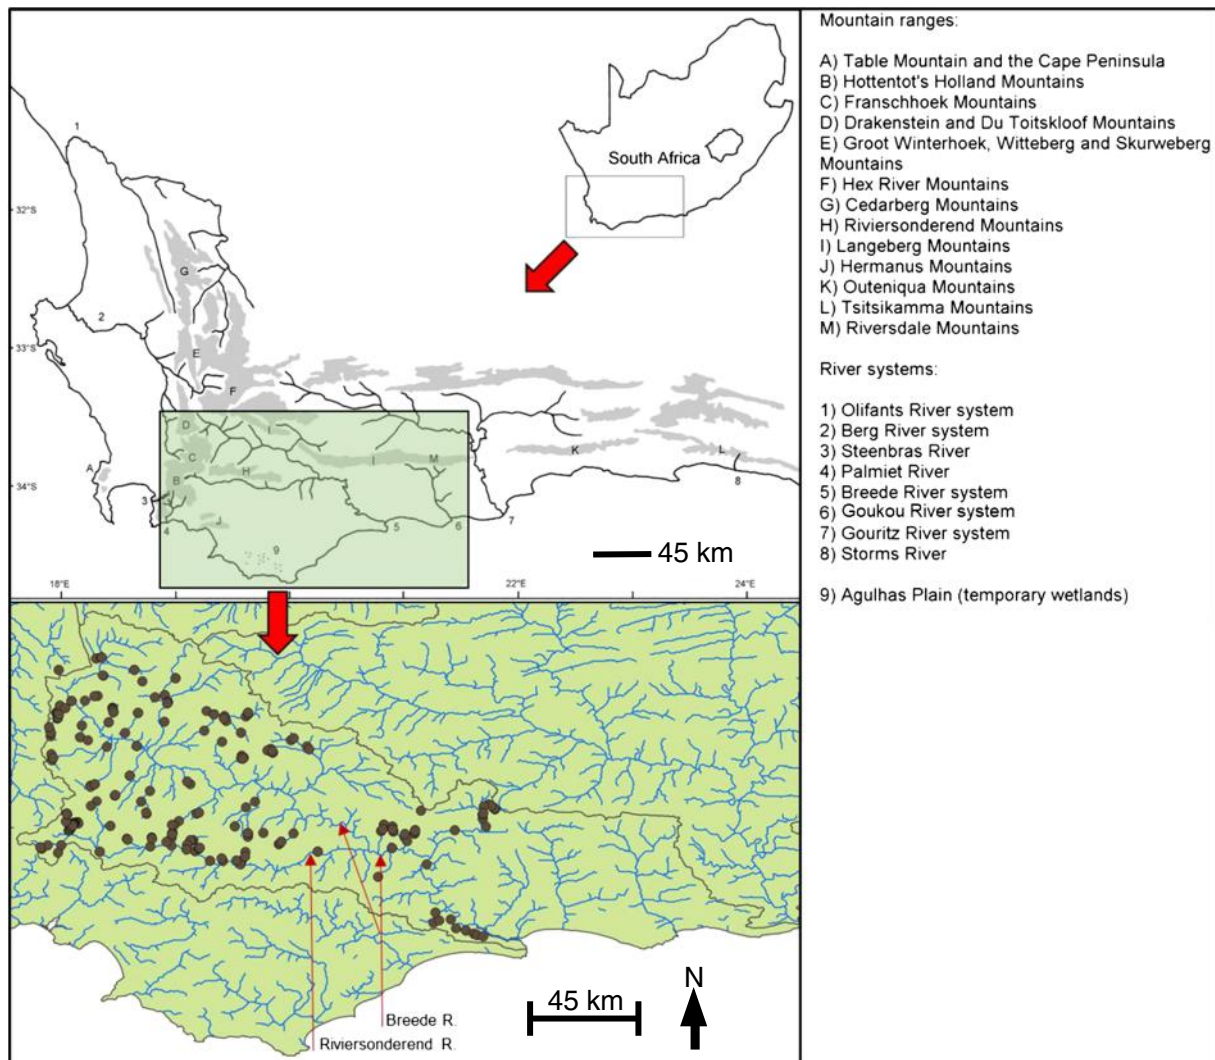 South Africa
1
32°S
G
2
33°S
E
F
D
I
C
A
H
I
M
K
L
B
34°S
3
8
4
J
5
6
7
9
45 km
18°E
22°E
24°E
Breede R.
Riviersonderend R.
45 km
N
Mountain ranges:
A) Table Mountain and the Cape Peninsula
B) Hottentot's Holland Mountains
C) Franschhoek Mountains
D) Drakenstein and Du Toitskloof Mountains
E) Groot Winterhoek, Witteberg and Skurweberg
Mountains
F) Hex River Mountains
G) Cedarberg Mountains
H) Riviersonderend Mountains
I) Langeberg Mountains
J) Hermanus Mountains
K) Outeniqua Mountains
L) Tsitsikamma Mountains
M) Riversdale Mountains
River systems:
1) Olifants River system
2) Berg River system
3) Steenbras River
4) Palmiet River
5) Breede River system
6) Goukou River system
7) Gouritz River system
8) Storms River
9) Agulhas Plain (temporary wetlands)